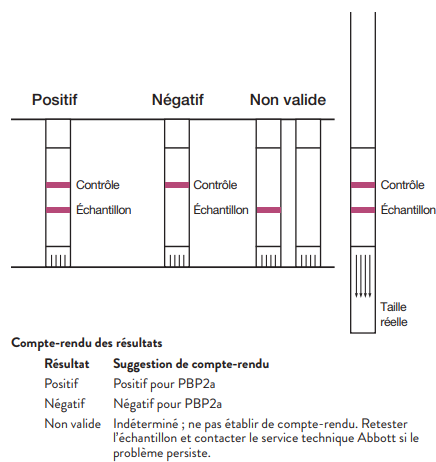 Positif Négatif Non valide
Contrôle Contrôle Contrôle
Échantillon Échantillon Échantillon
Taille
réelle
Compte-rendu des résultats
Résultat Suggestion de compte-rendu
Positif Positif pour PBP2a
Négatif Négatif pour PBP2a
Non valide Indéterminé ; ne pas établir de compte-rendu. Retester
l'échantillon et contacter le service technique Abbott si le
problème persiste.